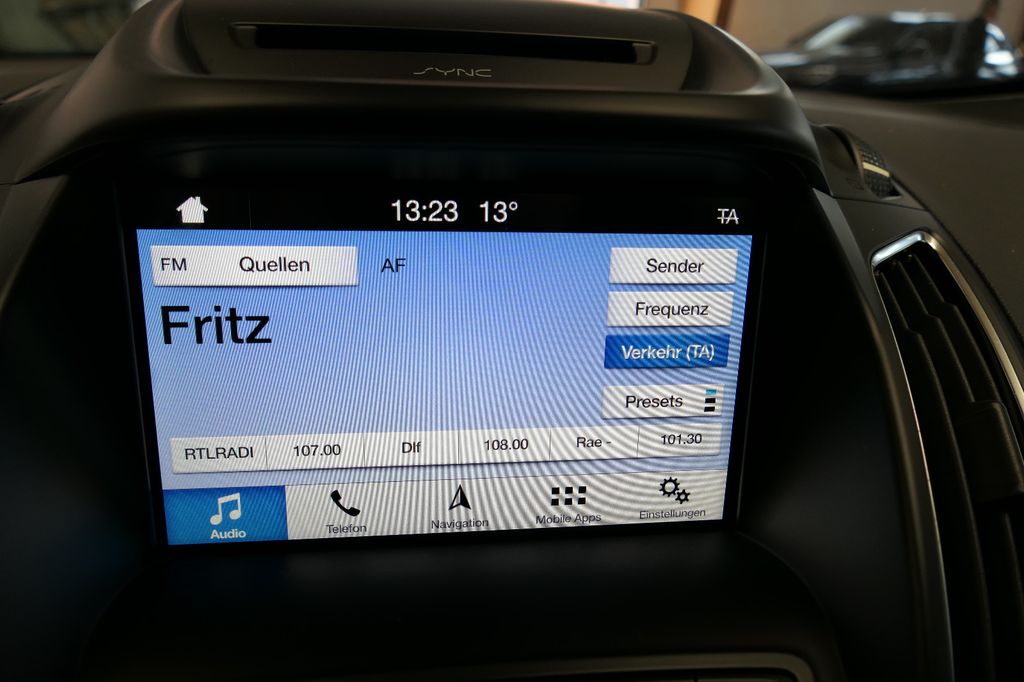 SYNC
13:23 13° TA
FM Quellen AF Sender
Fritz
Frequenz
Verkehr (TA)
Presets
RTLRADI 107.00 Dlf 108.00 Rae - 101.30
Audio Telefon Navigation Mobile Apps Einstellungen